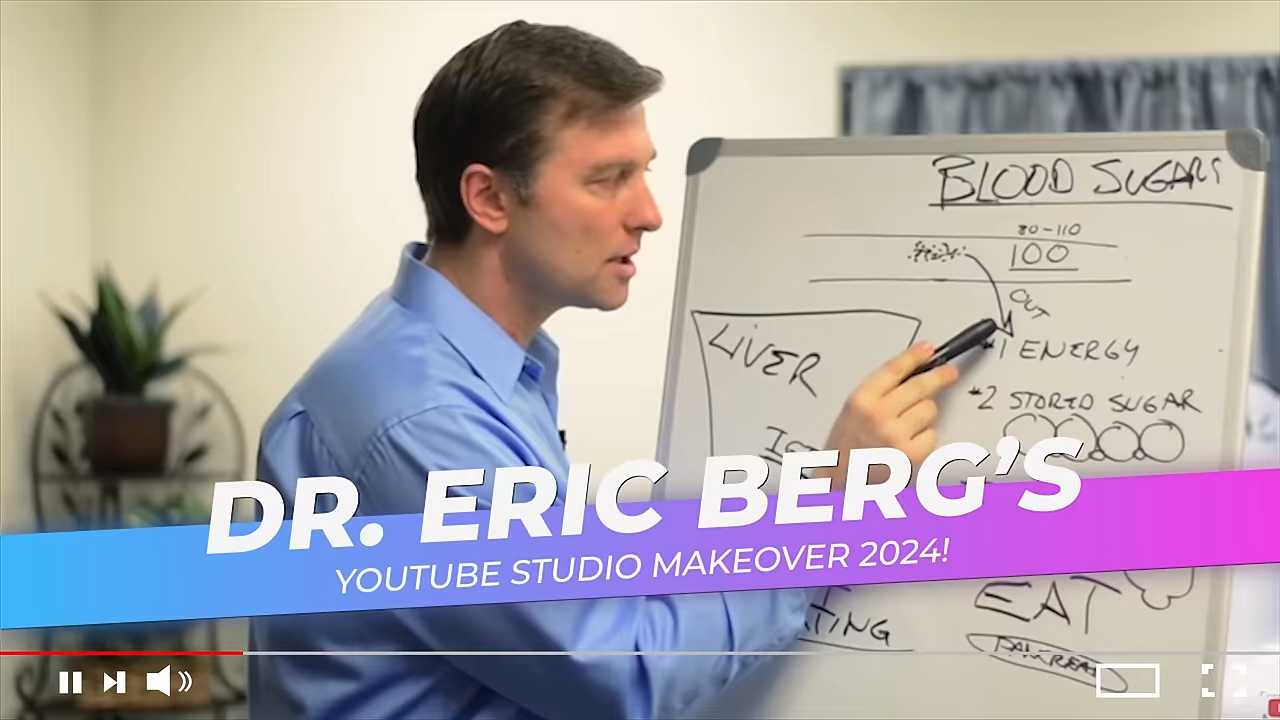 BLOOD SUGARS
80-110
100
OUT
LIVER
#1 ENERGY
#2 STORED SUGAR
DR. ERIC BERG'S
YOUTUBE STUDIO MAKEOVER 2024!
EAT